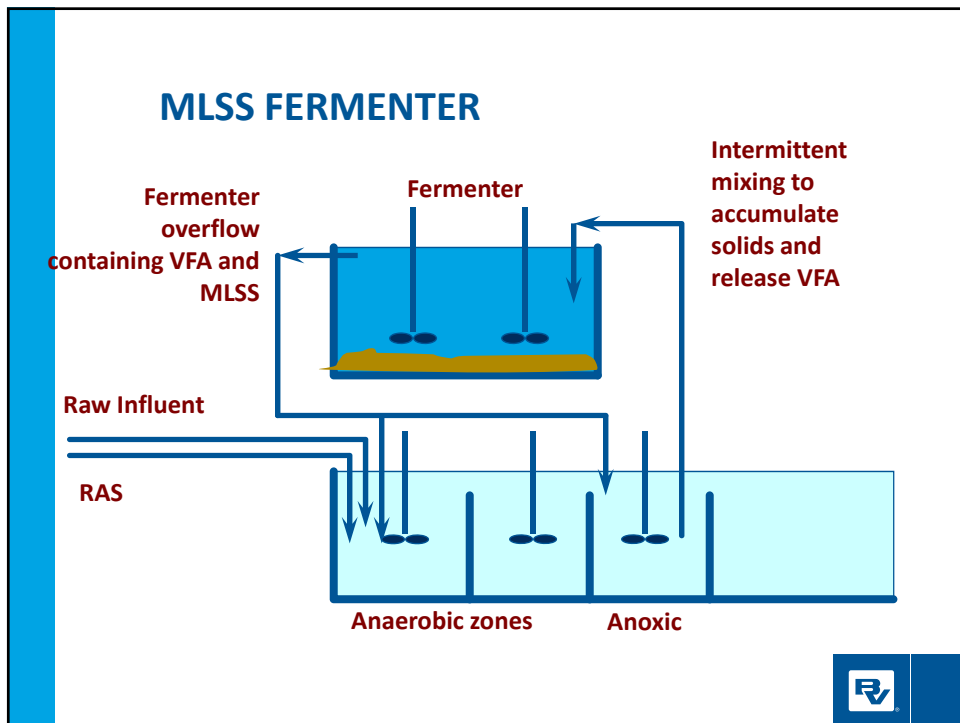 MLSS FERMENTER
Fermenter
overflow
containing VFA and
MLSS
Fermenter
Intermittent
mixing to
accumulate
solids and
release VFA
Raw Influent
RAS
Anaerobic zones
Anoxic
BV